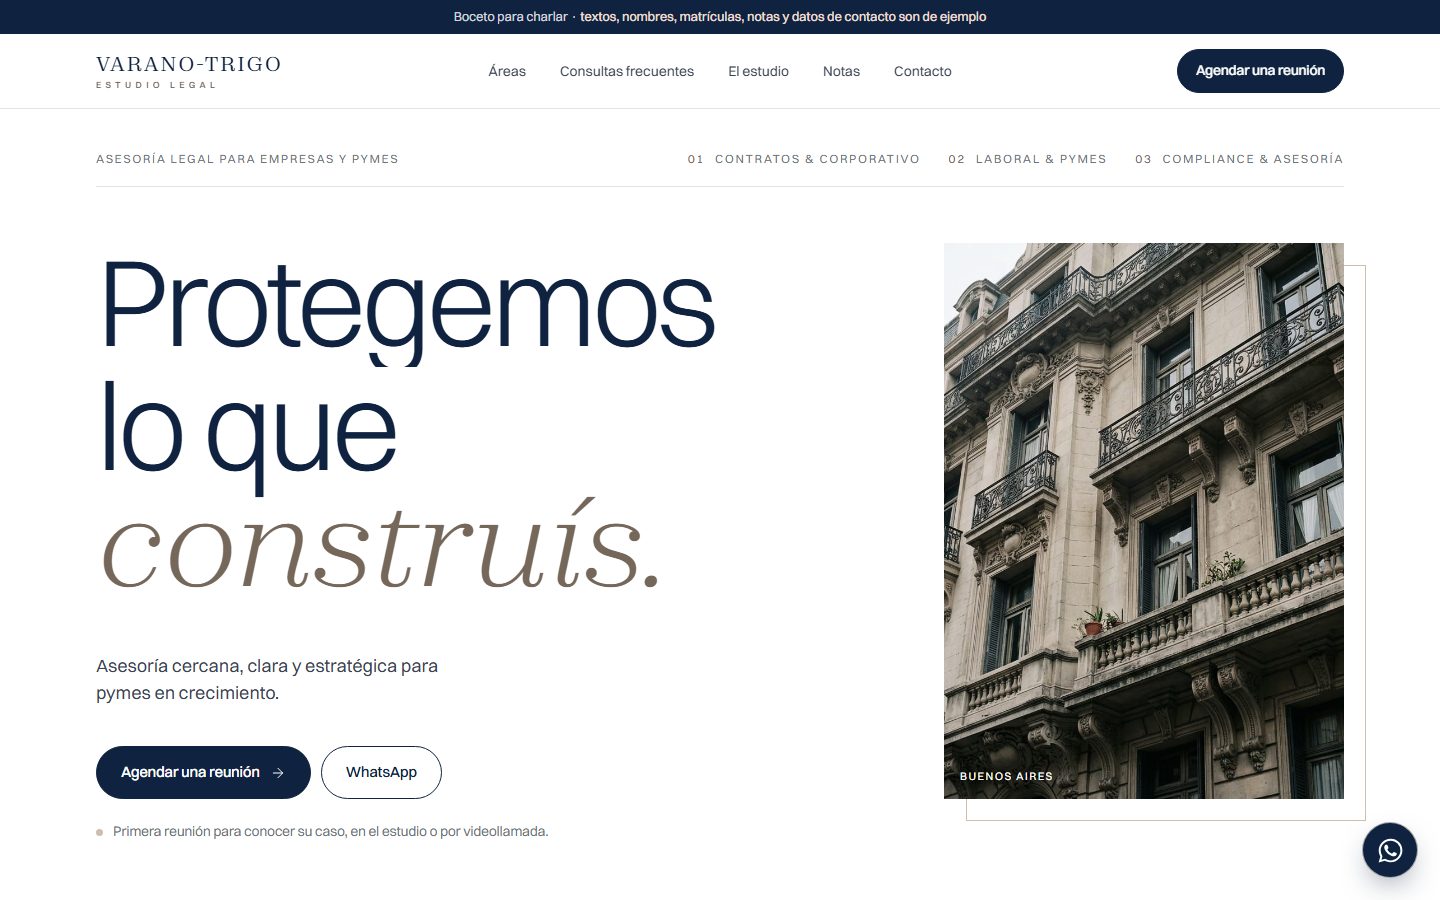 Boceto para charlar · textos, nombres, matrículas, notas y datos de contacto son de ejemplo
VARANO-TRIGO
ESTUDIO LEGAL
Áreas
Consultas frecuentes
El estudio
Notas
Contacto
Agendar una reunión
ASESORÍA LEGAL PARA EMPRESAS Y PYMES
01 CONTRATOS & CORPORATIVO
02 LABORAL & PYMES
03 COMPLIANCE & ASESORÍA
Protegemos
lo que
construís.
Asesoría cercana, clara y estratégica para
pymes en crecimiento.
Agendar una reunión →
WhatsApp
Primera reunión para conocer su caso, en el estudio o por videollamada.
BUENOS AIRES